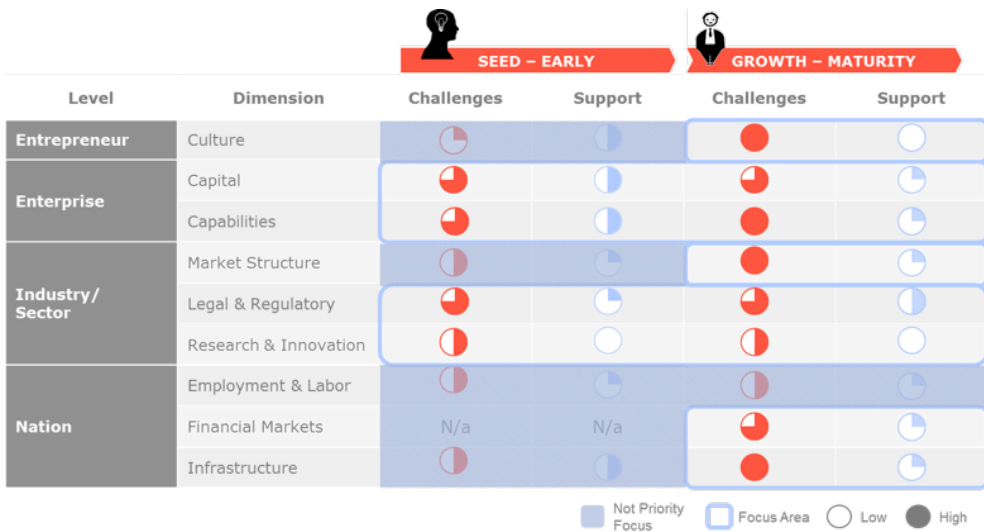 SEED – EARLY GROWTH – MATURITY
Level Dimension Challenges Support Challenges Support
Entrepreneur Culture
Enterprise
Capital
Capabilities
Industry/
Sector
Market Structure
Legal & Regulatory
Research & Innovation
Nation
Employment & Labor
Financial Markets N/a N/a
Infrastructure
Not Priority
Focus
Focus Area Low High